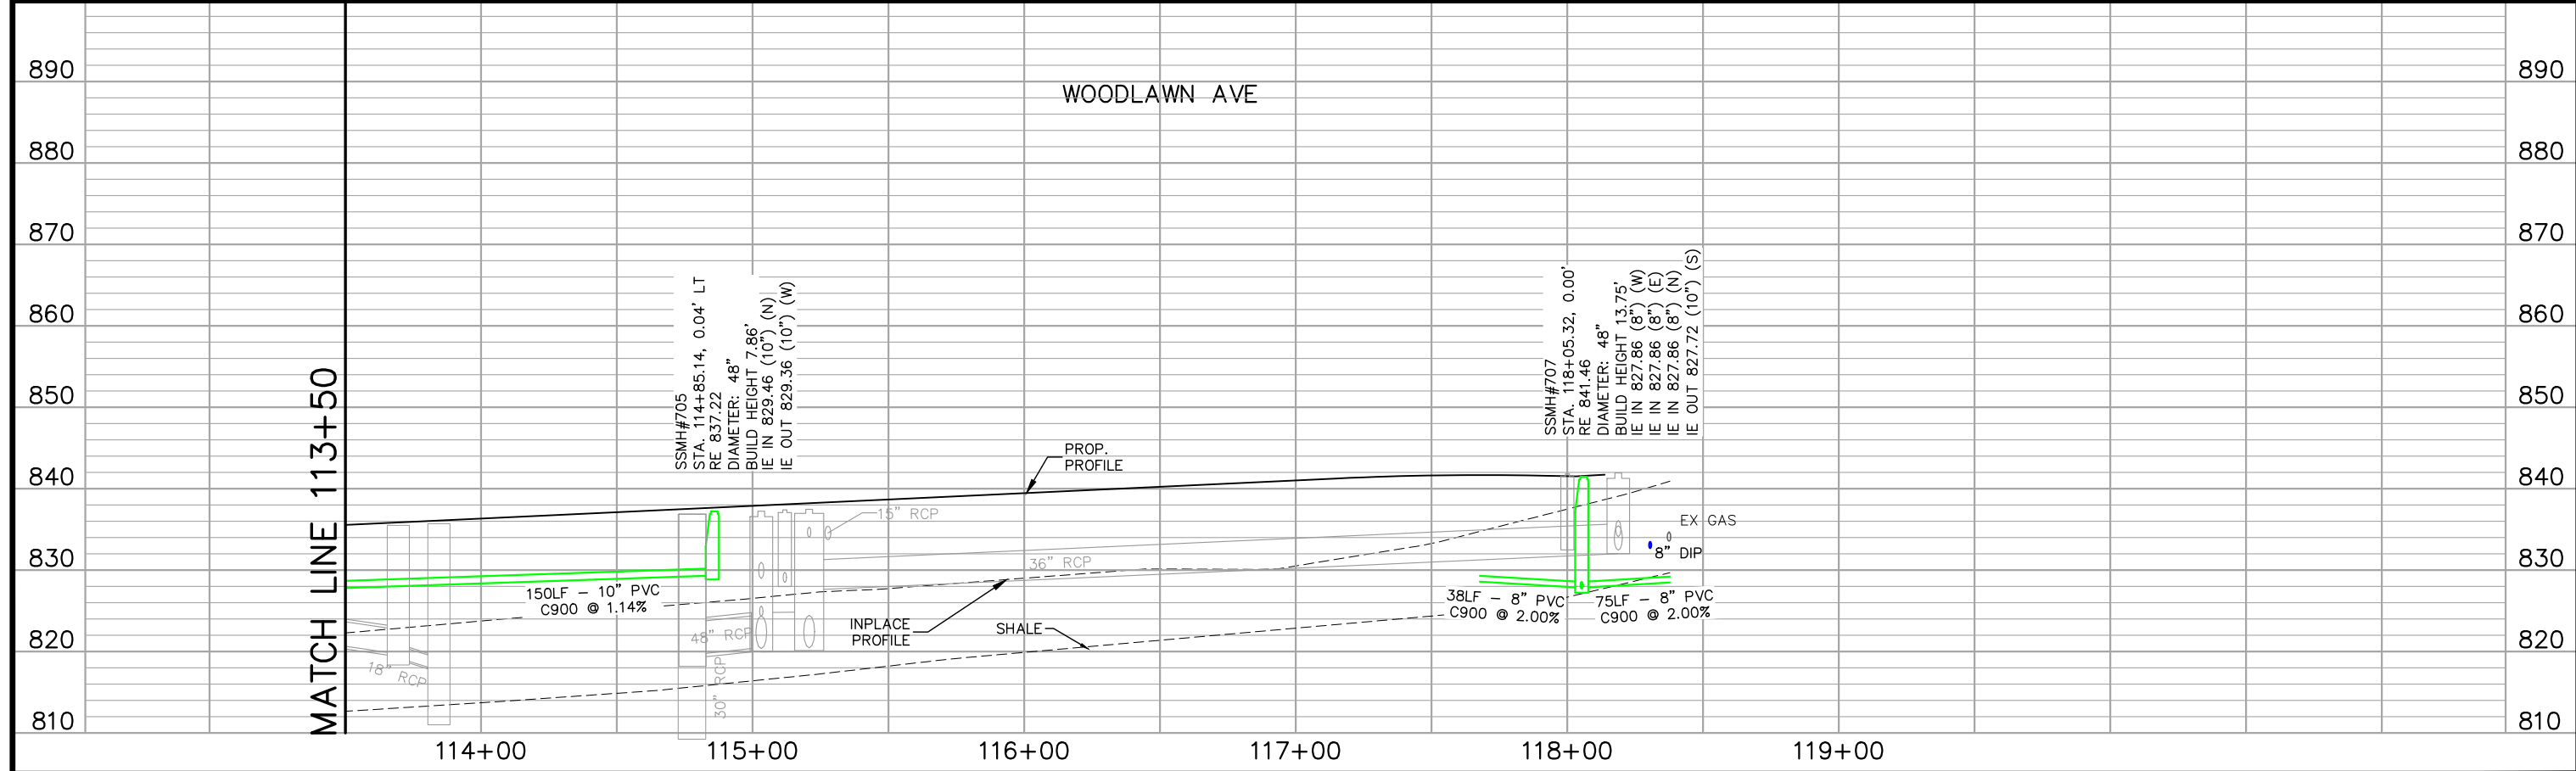 WOODLAWN AVE
890
890
880
880
870
870
860
860
850
850
840
840
830
830
820
820
810
810
MATCH LINE 113+50
SSMH#705
STA. 114+85.14, 0.04' LT
RE 837.22
DIAMETER: 48"
BUILD HEIGHT 7.86'
IE IN 829.46 (10") (N)
IE OUT 829.36 (10") (W)
SSMH#707
STA. 118+05.32, 0.00'
RE 841.46
DIAMETER: 48"
BUILD HEIGHT 13.75'
IE IN 827.86 (8") (W)
IE IN 827.86 (8") (E)
IE IN 827.86 (8") (N)
IE OUT 827.72 (10") (S)
PROP.
PROFILE
15" RCP
EX GAS
8" DIP
36" RCP
150LF - 10" PVC
C900 @ 1.14%
38LF - 8" PVC
C900 @ 2.00%
75LF - 8" PVC
C900 @ 2.00%
INPLACE
PROFILE
SHALE
48" RCP
18" RCP
30" RCP
114+00
115+00
116+00
117+00
118+00
119+00